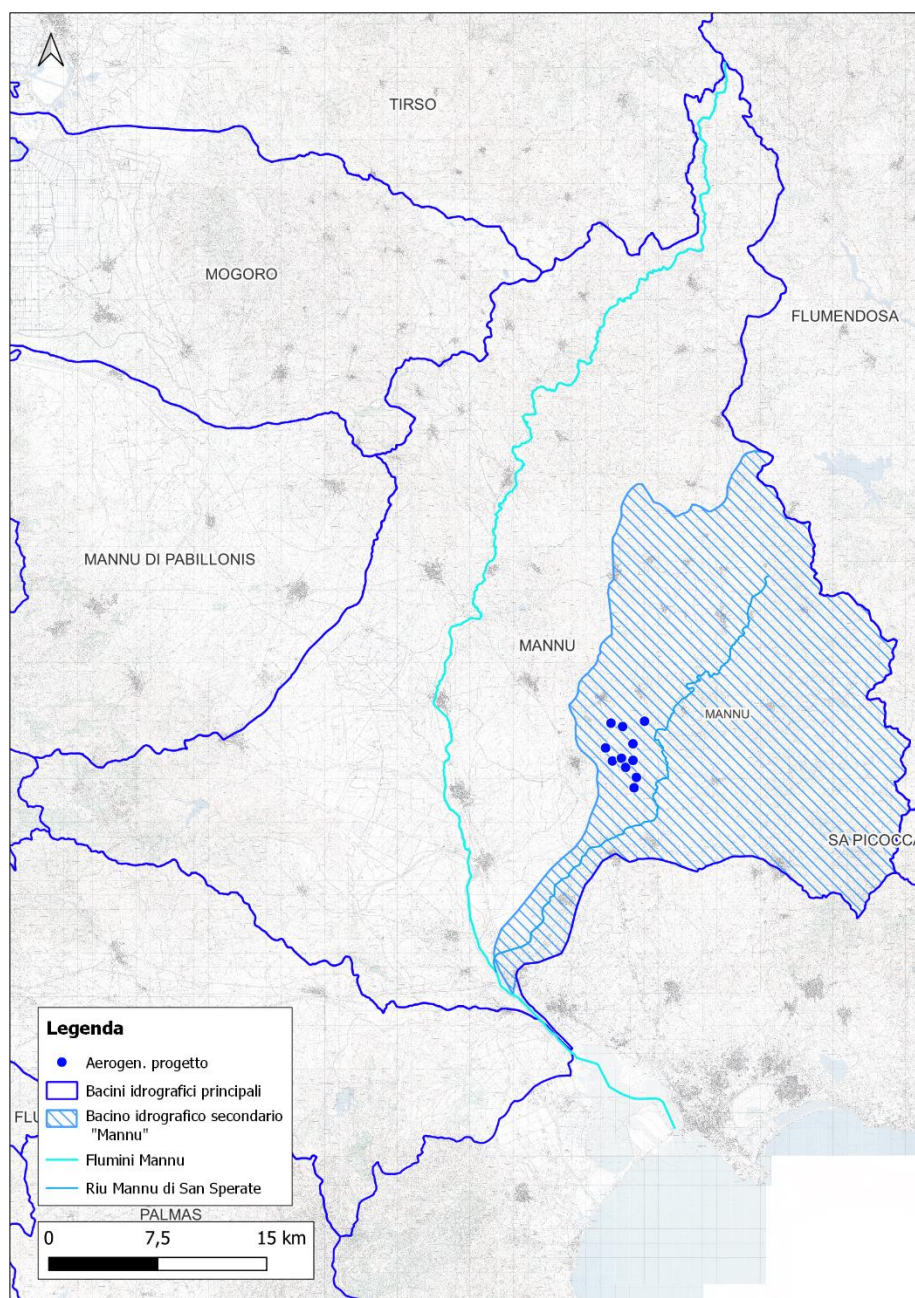 TIRSO
MOGORO
FLUMENDOSA
MANNU DI PABILLONIS
MANNU
MANNU
SA PICOCCA
Legenda
Aerogen. progetto
Bacini idrografici principali
Bacino idrografico secondario
"Mannu"
Flumini Mannu
Riu Mannu di San Sperate
FLU
PALMAS
0 7,5 15 km